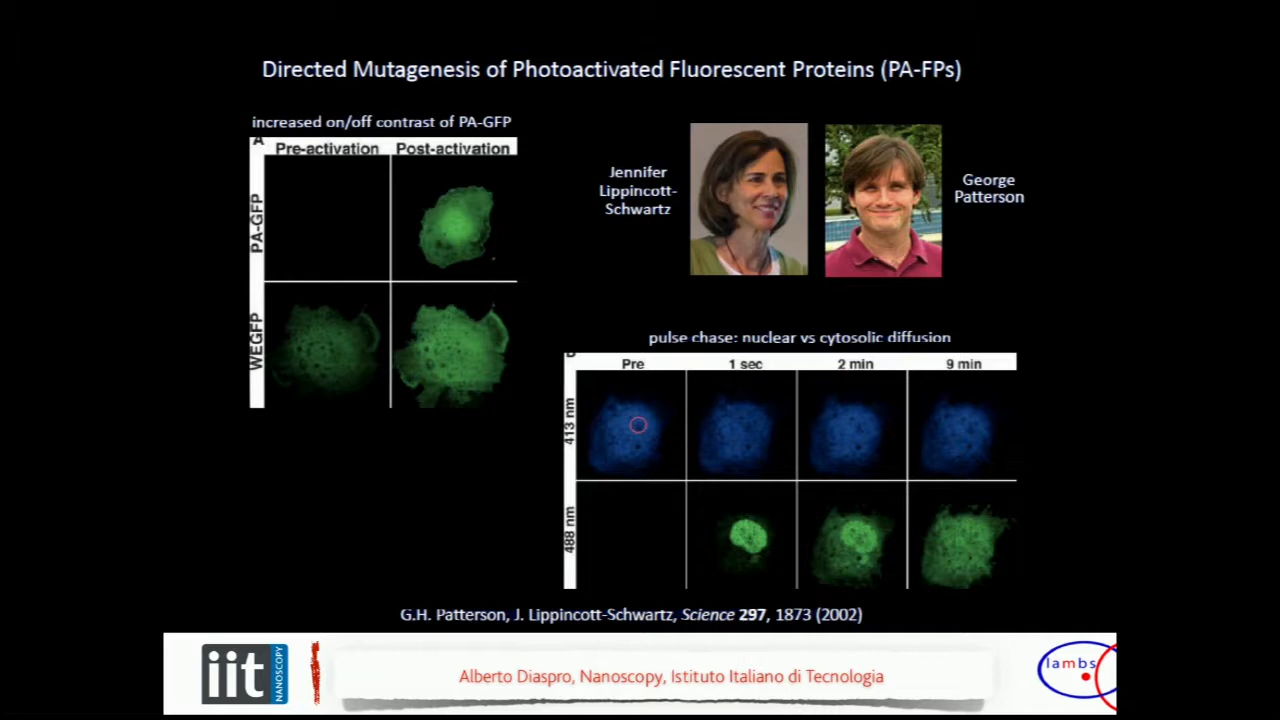 Directed Mutagenesis of Photoactivated Fluorescent Proteins (PA-FPs)
increased on/off contrast of PA-GFP
A
Pre-activation Post-activation
PA-GFP
WEGFP
Jennifer
Lippincott-
Schwartz
George
Patterson
pulse chase: nuclear vs cytosolic diffusion
Pre 1 sec 2 min 9 min
413 nm
488 nm
G.H. Patterson, J. Lippincott-Schwartz, Science 297, 1873 (2002)
iit
NANOSCOPY
Alberto Diaspro, Nanoscopy, Istituto Italiano di Tecnologia
lambs